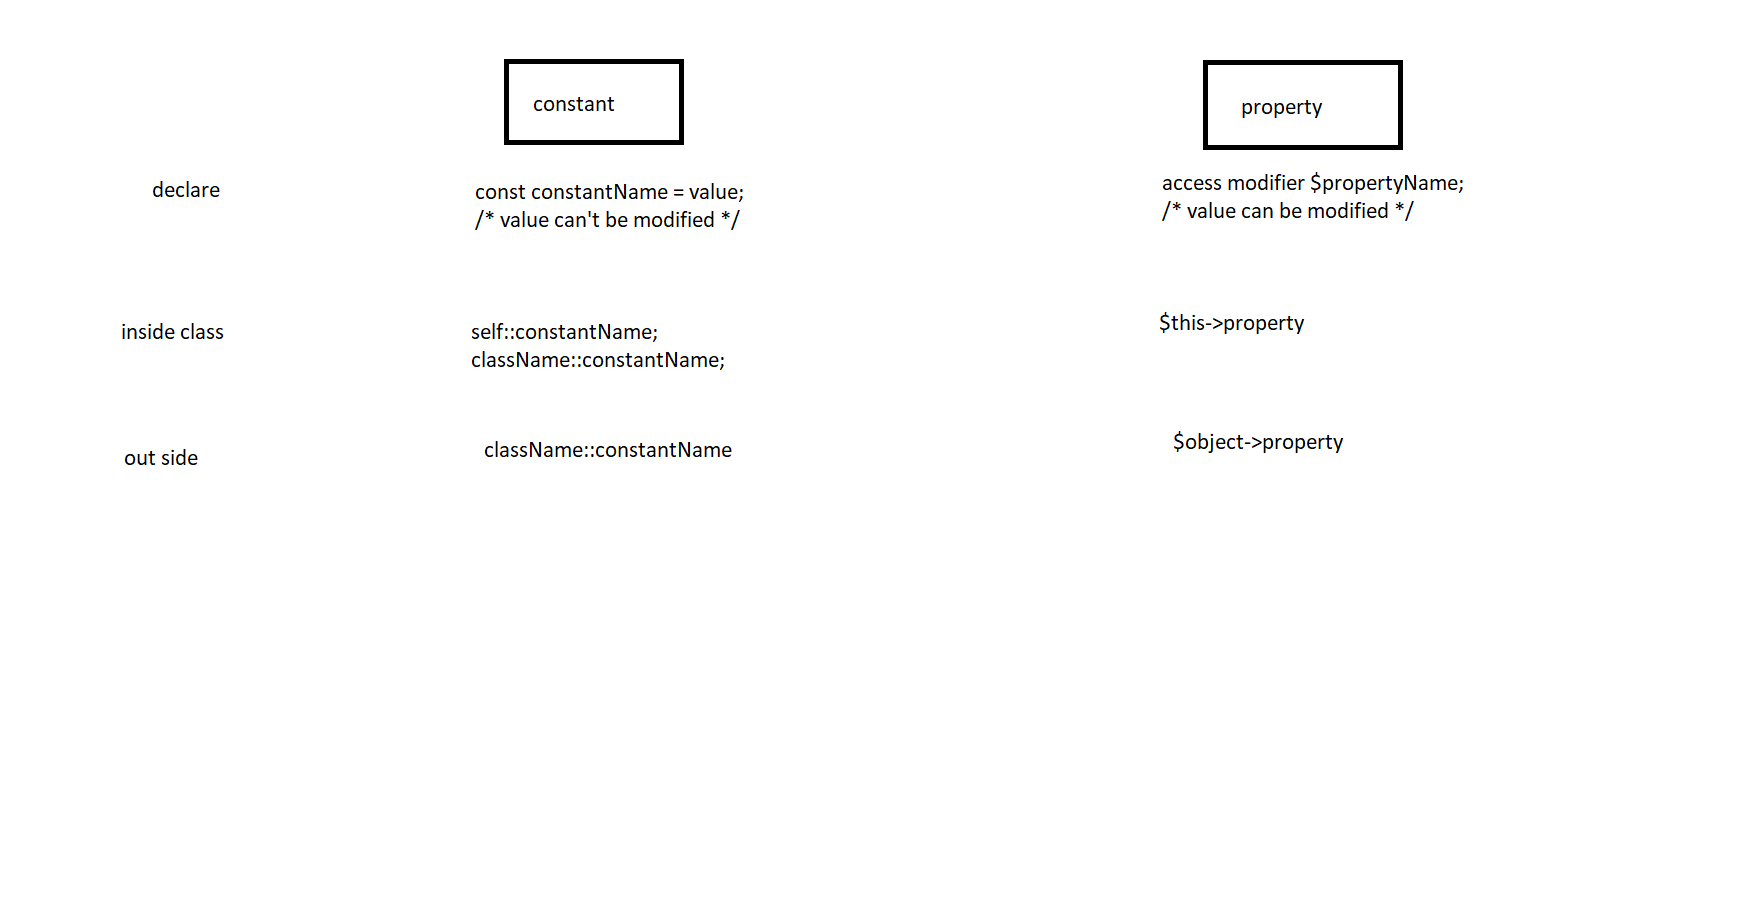 constant
property
declare
const constantName = value;
/* value can't be modified */
access modifier $propertyName;
/* value can be modified */
inside class
self::constantName;
className::constantName;
$this->property
out side
className::constantName
$object->property